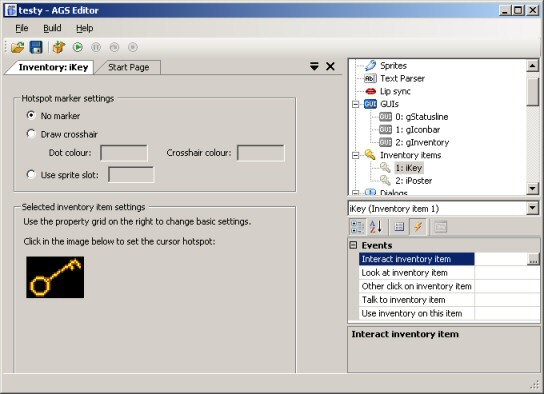 testy - AGS Editor
File Build Help
Inventory: iKey
Start Page
Hotspot marker settings
No marker
Draw crosshair
Dot colour:
Crosshair colour:
Use sprite slot:
Selected inventory item settings
Use the property grid on the right to change basic settings.
Click in the image below to set the cursor hotspot:
Sprites
Text Parser
Lip sync
GUI GUIs
GUI 0: gStatusline
GUI 1: gIconbar
GUI 2: gInventory
Inventory items
1: iKey
2: iPoster
Dialogs
iKey (Inventory item 1)
Events
Interact inventory item
...
Look at inventory item
Other click on inventory item
Talk to inventory item
Use inventory on this item
Interact inventory item